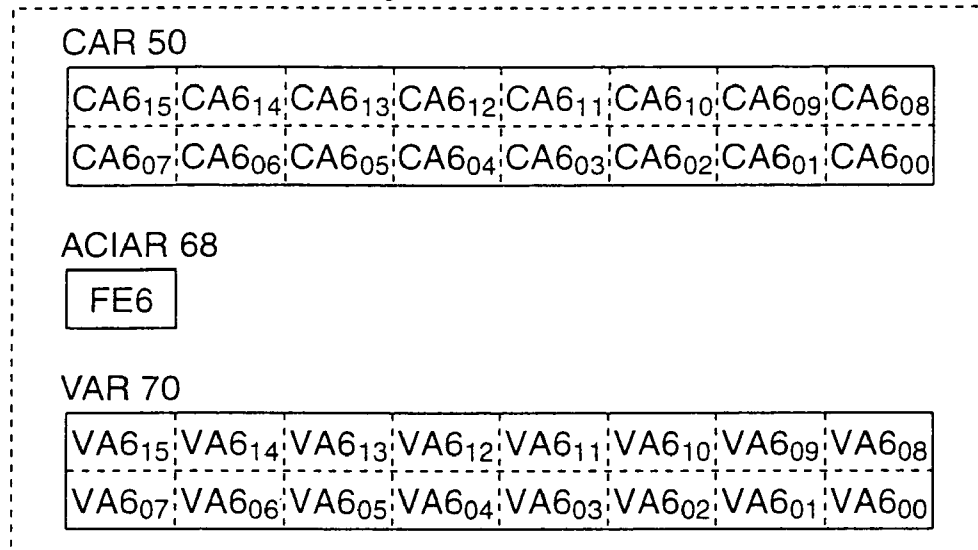 CAR 50
CA6₁₅ CA6₁₄ CA6₁₃ CA6₁₂ CA6₁₁ CA6₁₀ CA6₀₉ CA6₀₈
CA6₀₇ CA6₀₆ CA6₀₅ CA6₀₄ CA6₀₃ CA6₀₂ CA6₀₁ CA6₀₀
ACIAR 68
FE6
VAR 70
VA6₁₅ VA6₁₄ VA6₁₃ VA6₁₂ VA6₁₁ VA6₁₀ VA6₀₉ VA6₀₈
VA6₀₇ VA6₀₆ VA6₀₅ VA6₀₄ VA6₀₃ VA6₀₂ VA6₀₁ VA6₀₀